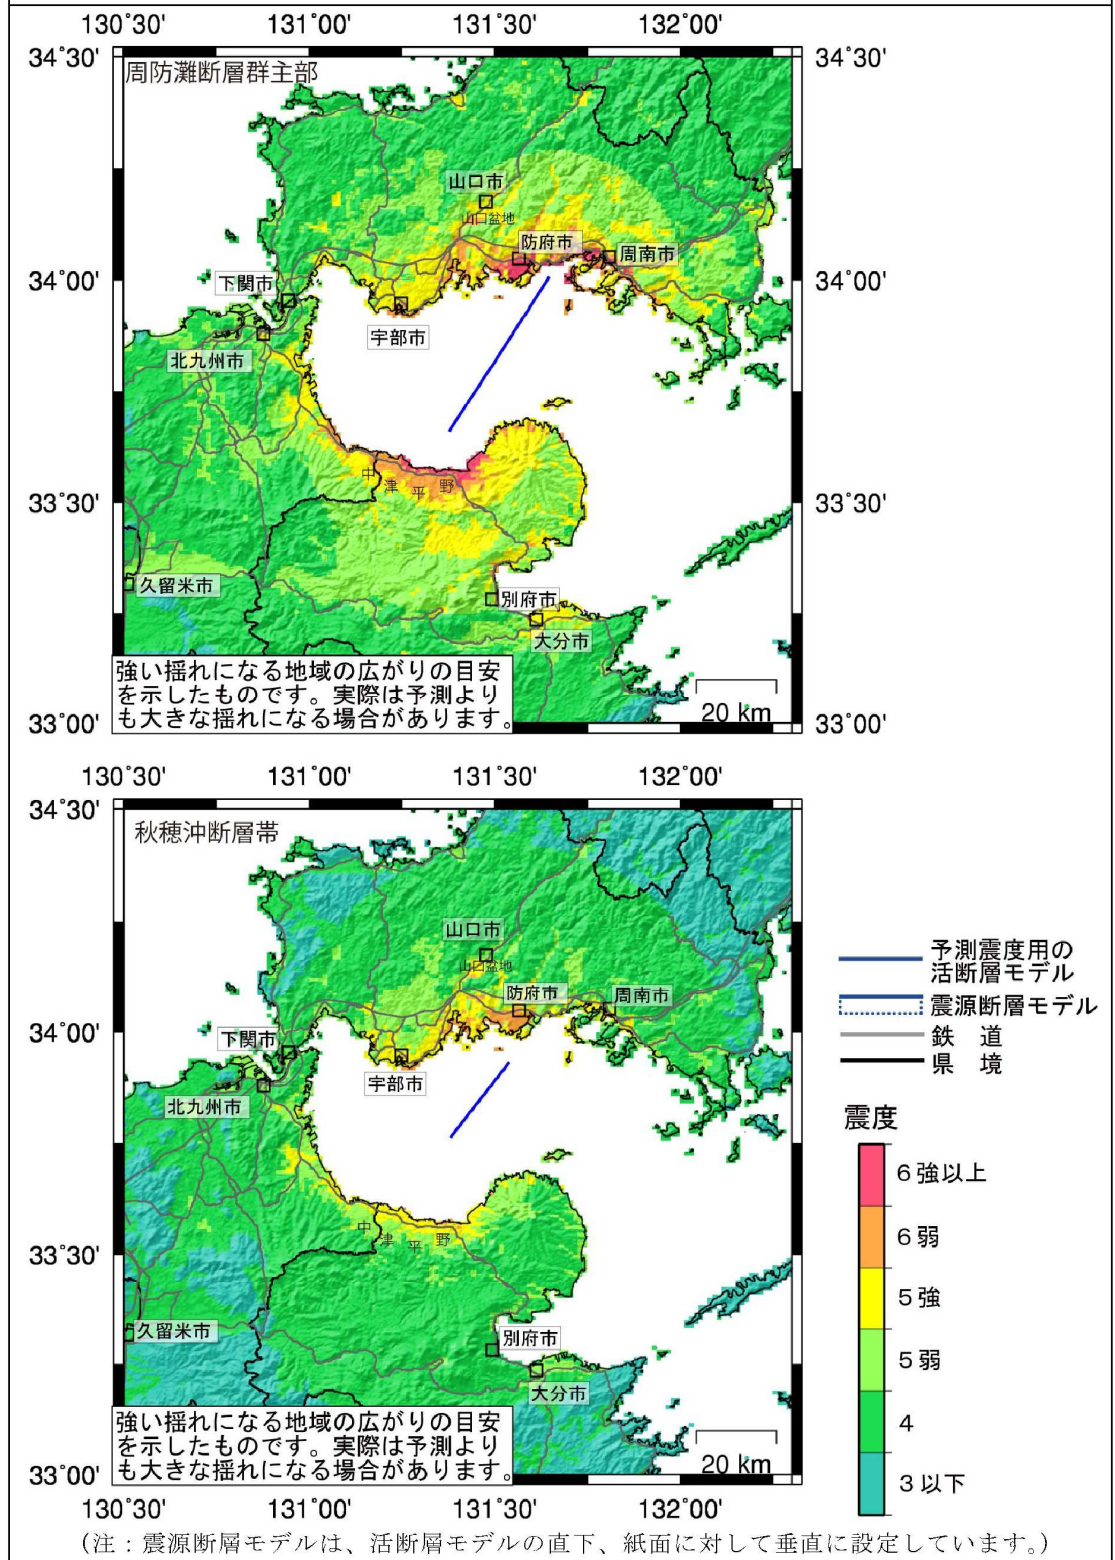 130˚30' 131˚00' 131˚30' 132˚00'
34˚30' 34˚30'
周防灘断層群主部
山口市
山口盆地
防府市
周南市
34˚00' 34˚00'
下関市
宇部市
北九州市
中津平野
33˚30' 33˚30'
久留米市
別府市
大分市
強い揺れになる地域の広がりの目安
を示したものです。実際は予測より
も大きな揺れになる場合があります。
20 km
33˚00' 33˚00'
130˚30' 131˚00' 131˚30' 132˚00'
34˚30'
秋穂沖断層帯
山口市
山口盆地
防府市
周南市
34˚00'
下関市
宇部市
北九州市
中津平野
33˚30'
久留米市
別府市
大分市
強い揺れになる地域の広がりの目安
を示したものです。実際は予測より
も大きな揺れになる場合があります。
20 km
33˚00'
130˚30' 131˚00' 131˚30' 132˚00'
予測震度用の
活断層モデル
震源断層モデル
鉄 道
県 境
震度
6強以上
6弱
5強
5弱
4
3以下
(注：震源断層モデルは、活断層モデルの直下、紙面に対して垂直に設定しています。)